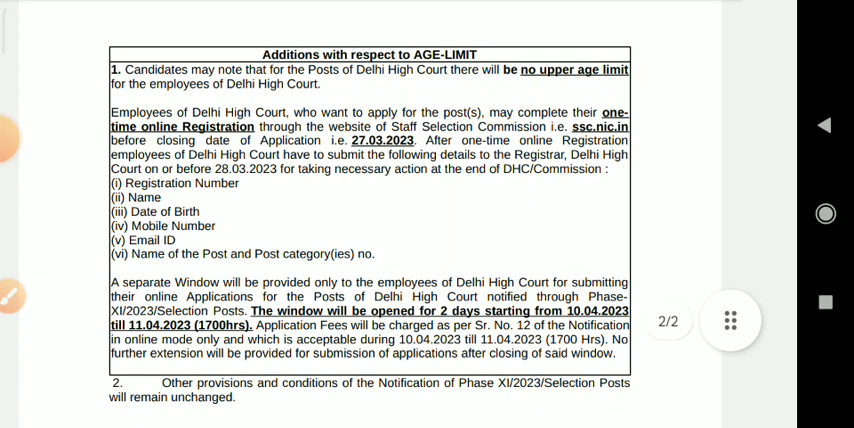 Additions with respect to AGE-LIMIT
1. Candidates may note that for the Posts of Delhi High Court there will be no upper age limit
for the employees of Delhi High Court.
Employees of Delhi High Court, who want to apply for the post(s), may complete their one-
time online Registration through the website of Staff Selection Commission i.e. ssc.nic.in
before closing date of Application i.e. 27.03.2023. After one-time online Registration
employees of Delhi High Court have to submit the following details to the Registrar, Delhi High
Court on or before 28.03.2023 for taking necessary action at the end of DHC/Commission :
(i) Registration Number
(ii) Name
(iii) Date of Birth
(iv) Mobile Number
(v) Email ID
(vi) Name of the Post and Post category(ies) no.
A separate Window will be provided only to the employees of Delhi High Court for submitting
their online Applications for the Posts of Delhi High Court notified through Phase-
XI/2023/Selection Posts. The window will be opened for 2 days starting from 10.04.2023
till 11.04.2023 (1700hrs). Application Fees will be charged as per Sr. No. 12 of the Notification
in online mode only and which is acceptable during 10.04.2023 till 11.04.2023 (1700 Hrs). No
further extension will be provided for submission of applications after closing of said window.
2. Other provisions and conditions of the Notification of Phase XI/2023/Selection Posts
will remain unchanged.
2/2